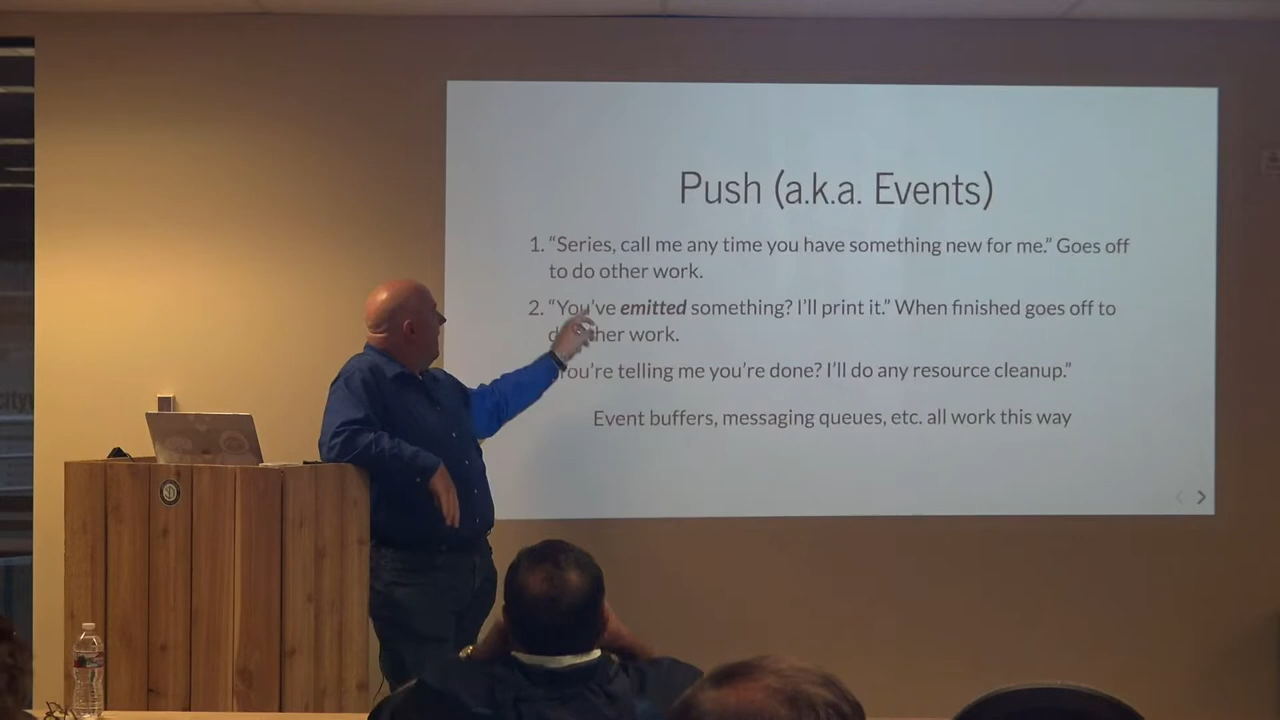 Push (a.k.a. Events)
1. “Series, call me any time you have something new for me.” Goes off
to do other work.
2. “You’ve emitted something? I’ll print it.” When finished goes off to
other work.
You’re telling me you’re done? I’ll do any resource cleanup.”
Event buffers, messaging queues, etc. all work this way